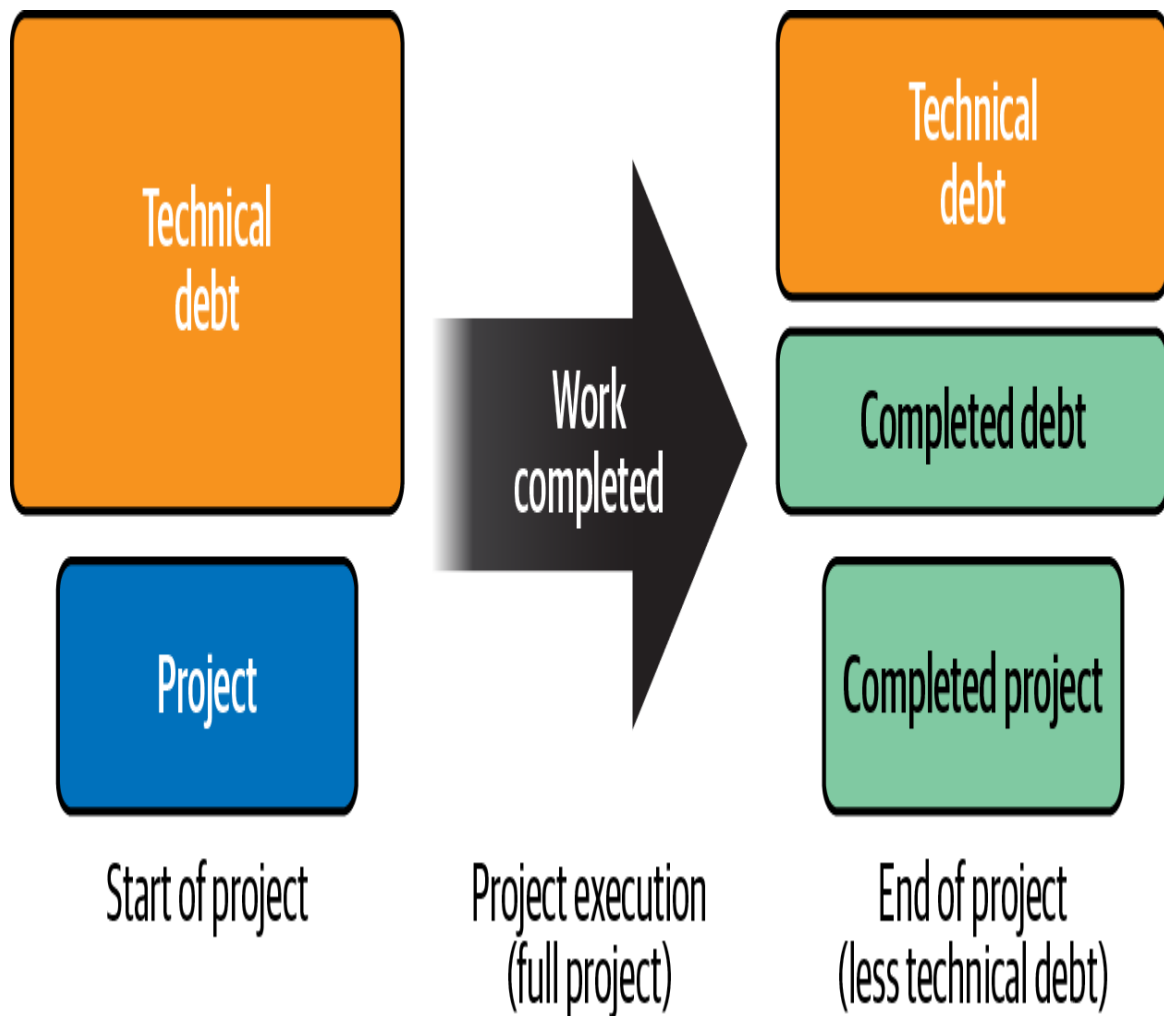 Technical
debt
Project
Work
completed
Technical
debt
Completed debt
Completed project
Start of project
Project execution
(full project)
End of project
(less technical debt)